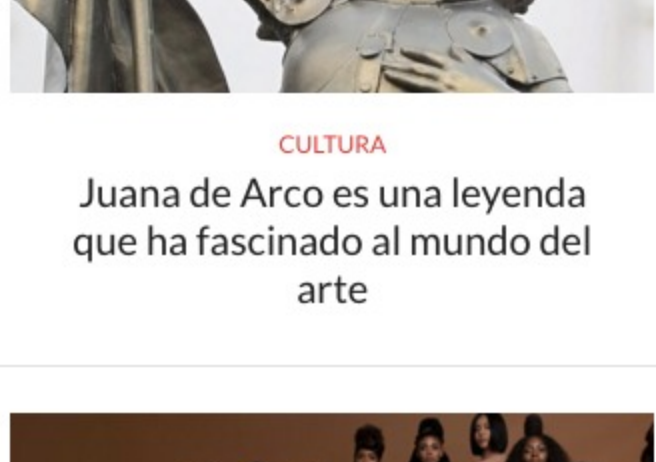 CULTURA
Juana de Arco es una leyenda
que ha fascinado al mundo del
arte